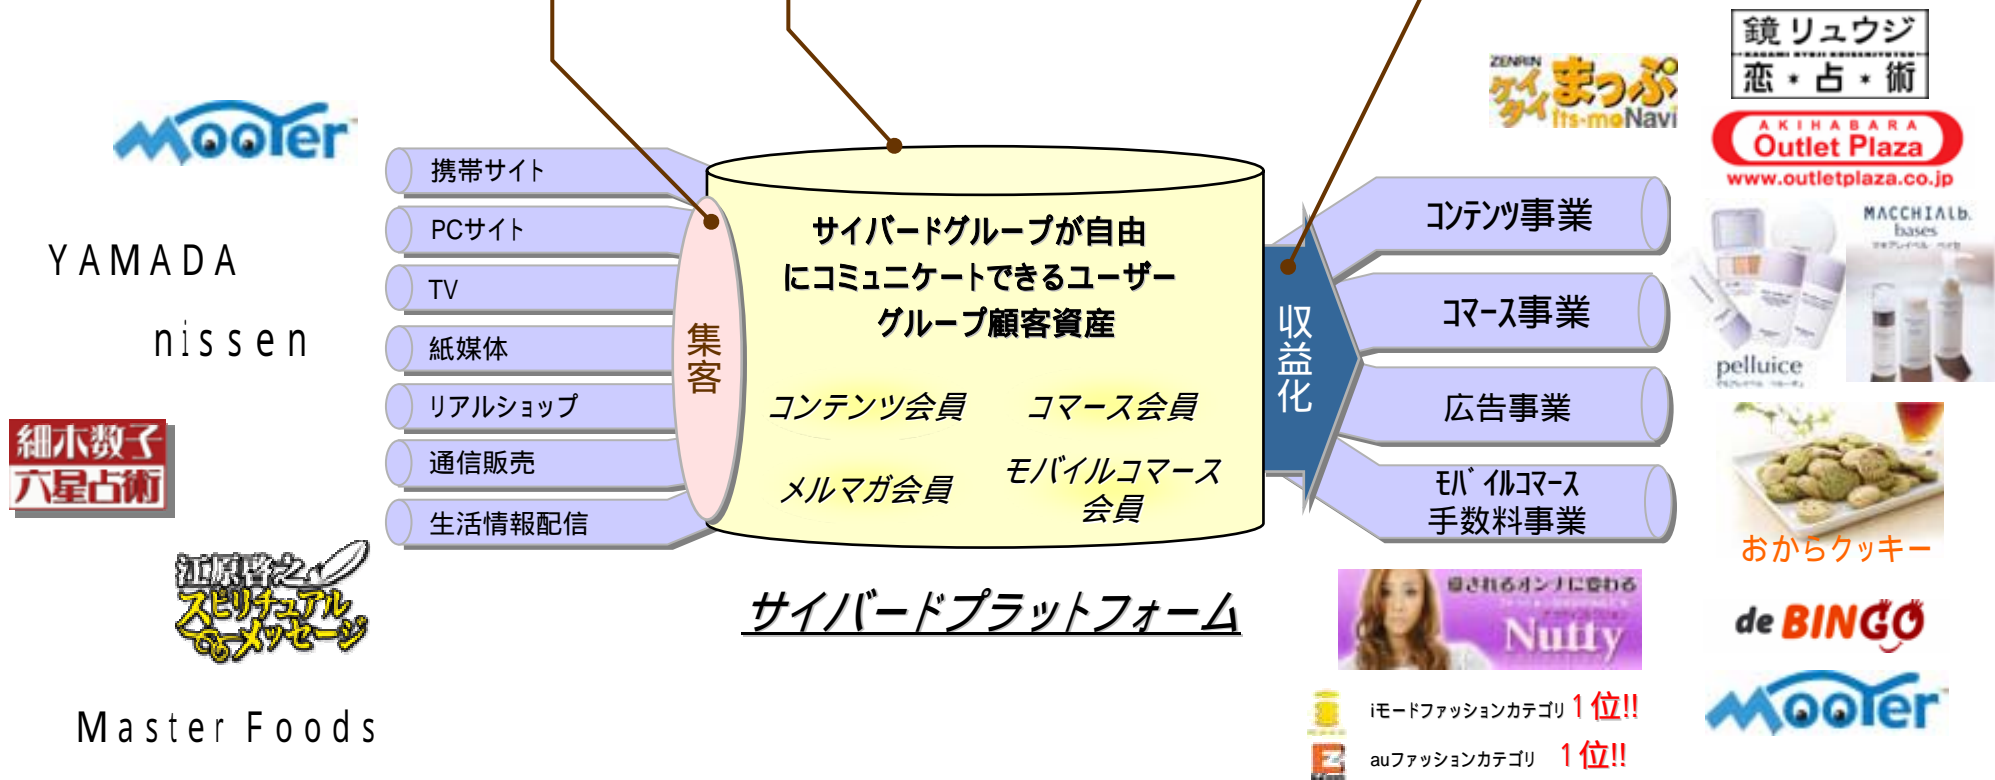 Mooter
YAMADA
nissen
細木数子
六星占術
江原啓之
スピリチュアル
メッセージ
Master Foods
携帯サイト
PCサイト
TV
紙媒体
リアルショップ
通信販売
生活情報配信
集客
サイバードグループが自由
にコミュニケートできるユーザー
グループ顧客資産
コンテンツ会員
コマース会員
メルマガ会員
モバイルコマース
会員
サイバードプラットフォーム
収益化
コンテンツ事業
コマース事業
広告事業
モバイルコマース
手数料事業
ZENRIN
ケータイ
まっぷ
its-moNavi
鏡リュウジ
恋*占*術
AKIHABARA
Outlet Plaza
www.outletplaza.co.jp
MACCHIAlb.
bases
pelluice
おからクッキー
de BINGO
Mooter
Nutty
iモードファッションカテゴリ 1位!!
auファッションカテゴリ 1位!!